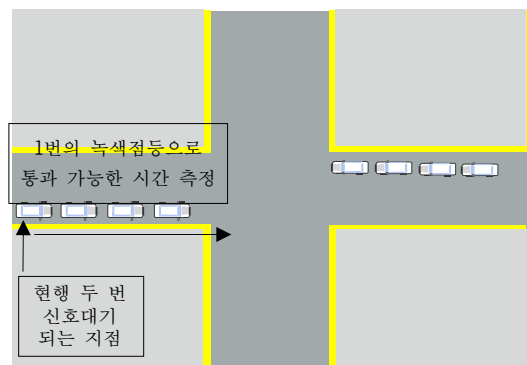 1번의 녹색점등으로
통과 가능한 시간 측정
현행 두 번
신호대기
되는 지점